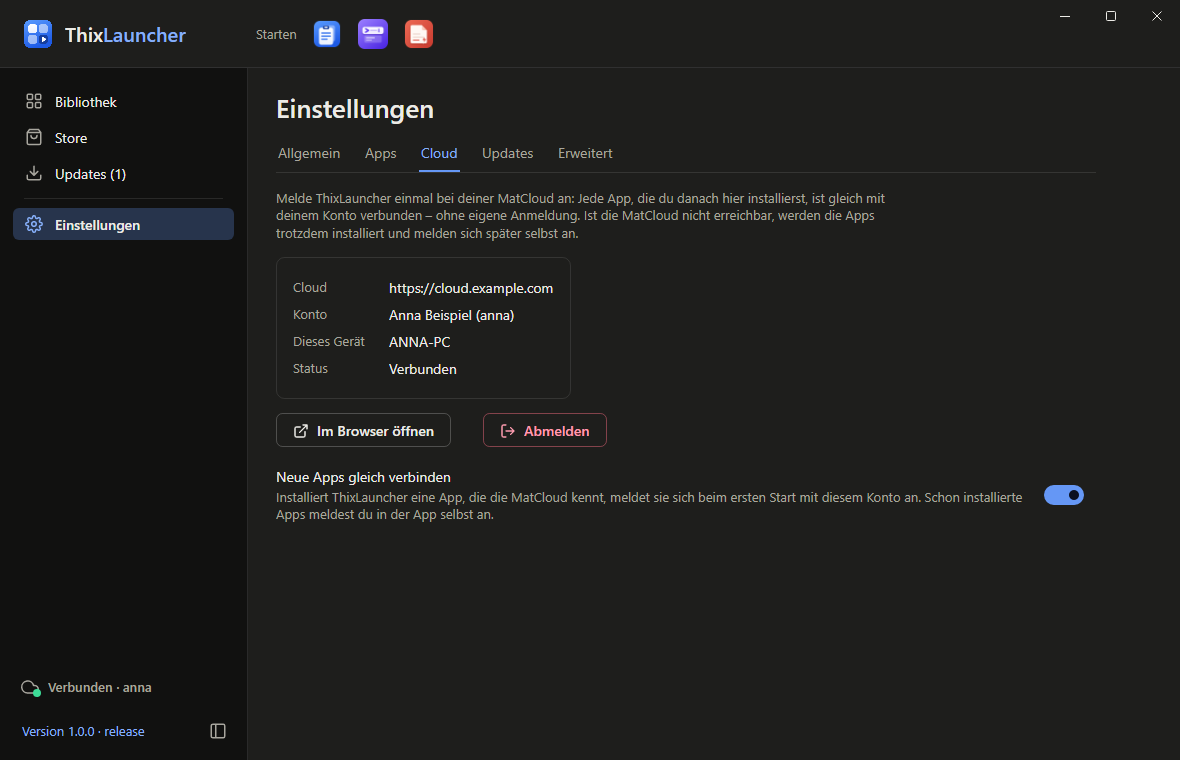 ThixLauncher
Starten
Bibliothek
Store
Updates (1)
Einstellungen
Einstellungen
Allgemein Apps Cloud Updates Erweitert
Melde ThixLauncher einmal bei deiner MatCloud an: Jede App, die du danach hier installierst, ist gleich mit
deinem Konto verbunden – ohne eigene Anmeldung. Ist die MatCloud nicht erreichbar, werden die Apps
trotzdem installiert und melden sich später selbst an.
Cloud https://cloud.example.com
Konto Anna Beispiel (anna)
Dieses Gerät ANNA-PC
Status Verbunden
Im Browser öffnen Abmelden
Neue Apps gleich verbinden
Installiert ThixLauncher eine App, die die MatCloud kennt, meldet sie sich beim ersten Start mit diesem Konto an. Schon installierte
Apps meldest du in der App selbst an.
Verbunden · anna
Version 1.0.0 · release